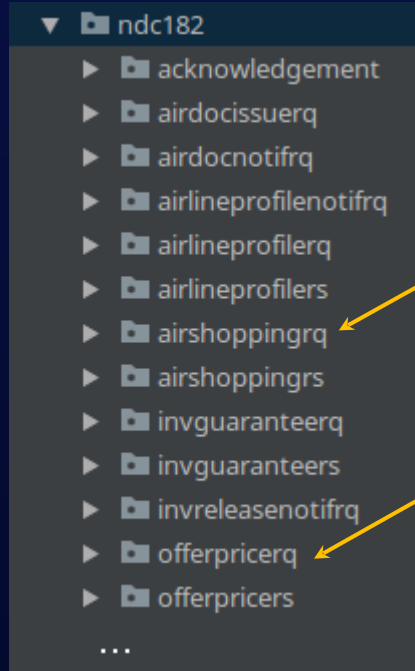 ndc182
acknowledgement
airdocissuerq
airdocnotifrq
airlineprofilenotifrq
airlineprofilerq
airlineprofilers
airshoppingrq
airshoppingrs
invguaranteerq
invguaranteers
invreleasenotifrq
offerpricerq
offerpricers
...